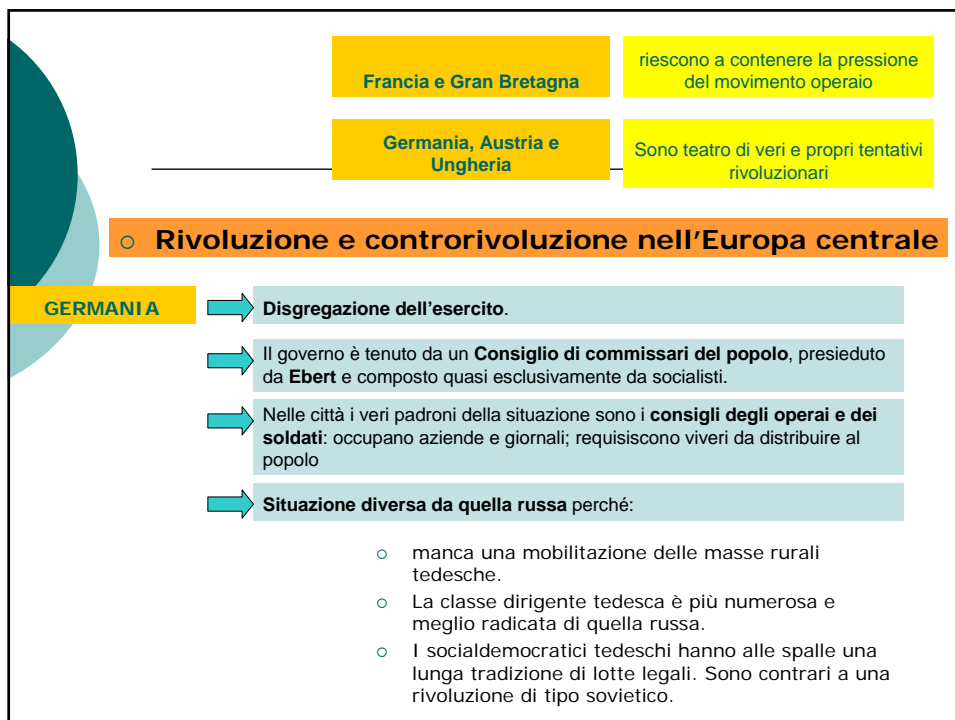 Francia e Gran Bretagna
riescono a contenere la pressione
del movimento operaio
Germania, Austria e
Ungheria
Sono teatro di veri e propri tentativi
rivoluzionari
Rivoluzione e controrivoluzione nell'Europa centrale
GERMANIA
Disgregazione dell'esercito.
Il governo è tenuto da un Consiglio di commissari del popolo, presieduto
da Ebert e composto quasi esclusivamente da socialisti.
Nelle città i veri padroni della situazione sono i consigli degli operai e dei
soldati: occupano aziende e giornali; requisiscono viveri da distribuire al
popolo
Situazione diversa da quella russa perché:
manca una mobilitazione delle masse rurali
tedesche.
La classe dirigente tedesca è più numerosa e
meglio radicata di quella russa.
I socialdemocratici tedeschi hanno alle spalle una
lunga tradizione di lotte legali. Sono contrari a una
rivoluzione di tipo sovietico.